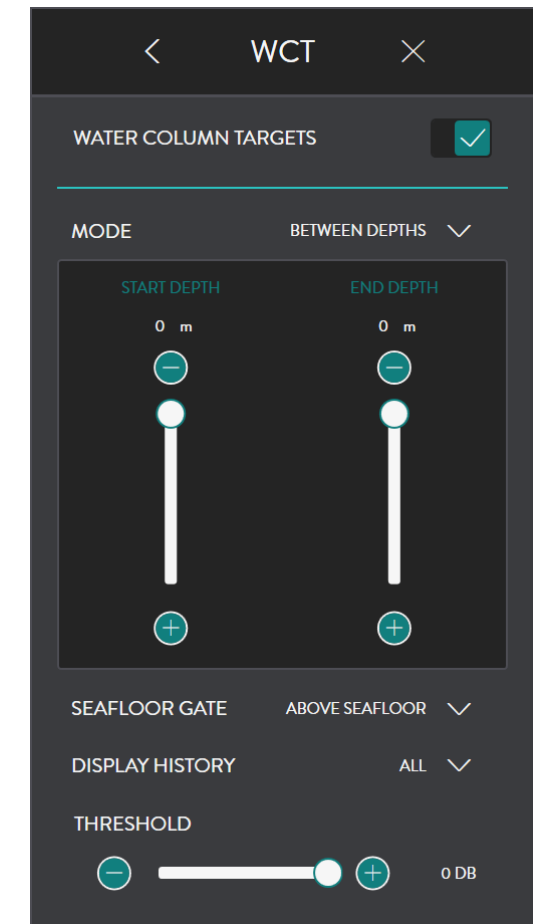 WCT
WATER COLUMN TARGETS
MODE BETWEEN DEPTHS
START DEPTH END DEPTH
0 m 0 m
SEAFLOOR GATE ABOVE SEAFLOOR
DISPLAY HISTORY ALL
THRESHOLD
0 DB